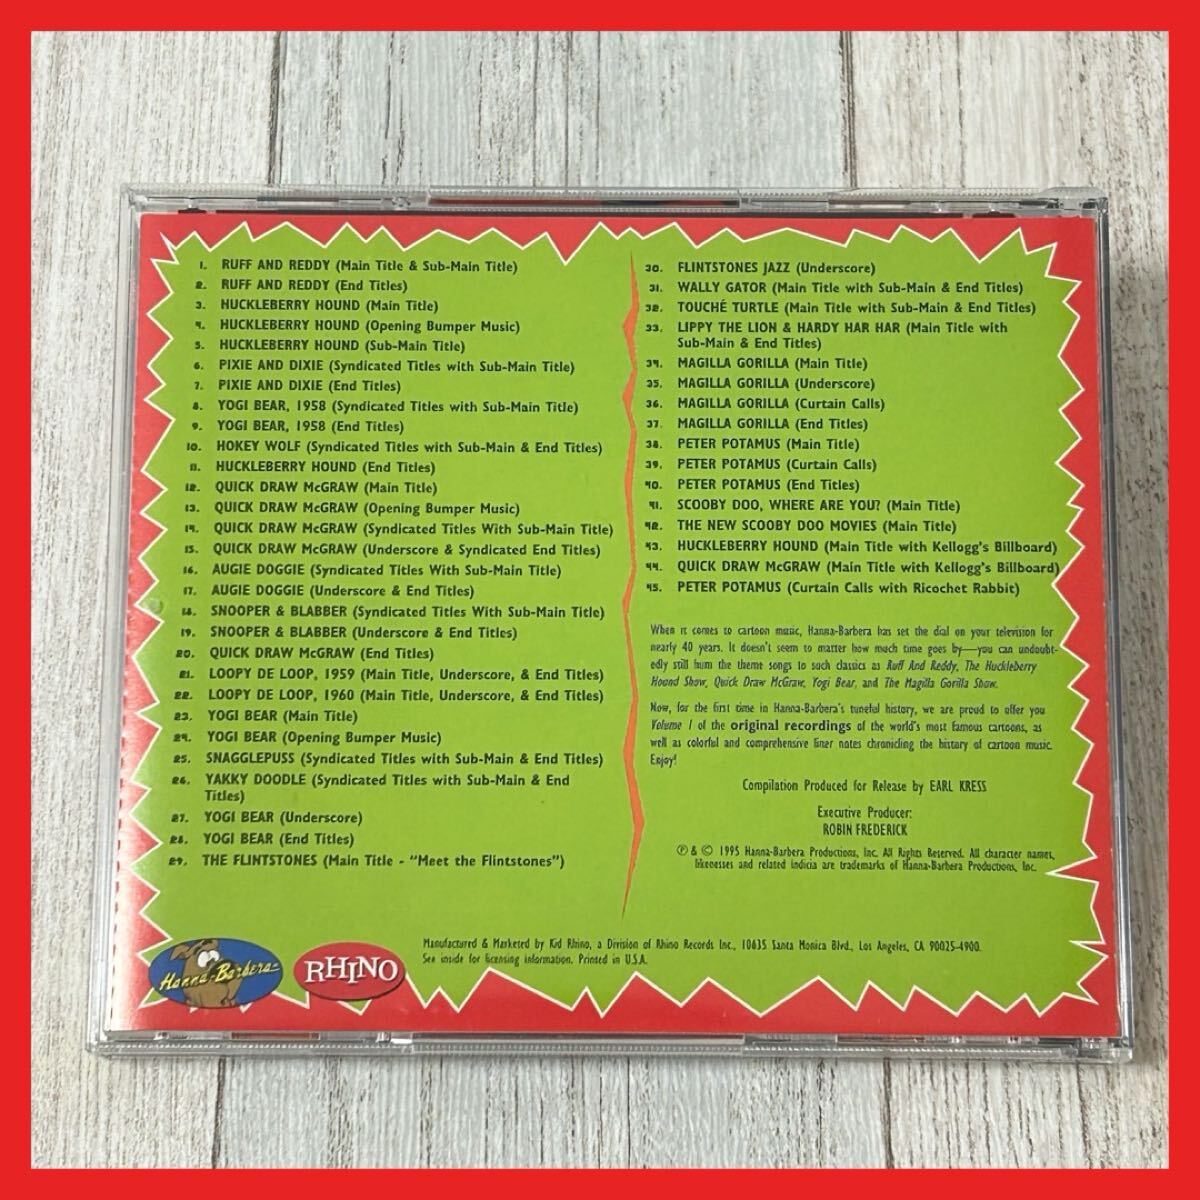 1. RUFF AND REDDY (Main Title & Sub-Main Title)
2. RUFF AND REDDY (End Titles)
3. HUCKLEBERRY HOUND (Main Title)
4. HUCKLEBERRY HOUND (Opening Bumper Music)
5. HUCKLEBERRY HOUND (Sub-Main Title)
6. PIXIE AND DIXIE (Syndicated Titles with Sub-Main Title)
7. PIXIE AND DIXIE (End Titles)
8. YOGI BEAR, 1958 (Syndicated Titles with Sub-Main Title)
9. YOGI BEAR, 1958 (End Titles)
10. HOKEY WOLF (Syndicated Titles with Sub-Main & End Titles)
11. HUCKLEBERRY HOUND (End Titles)
12. QUICK DRAW McGRAW (Main Title)
13. QUICK DRAW McGRAW (Opening Bumper Music)
14. QUICK DRAW McGRAW (Syndicated Titles With Sub-Main Title)
15. QUICK DRAW McGRAW (Underscore & Syndicated End Titles)
16. AUGIE DOGGIE (Syndicated Titles With Sub-Main Title)
17. AUGIE DOGGIE (Underscore & End Titles)
18. SNOOPER & BLABBER (Syndicated Titles With Sub-Main Title)
19. SNOOPER & BLABBER (Underscore & End Titles)
20. QUICK DRAW McGRAW (End Titles)
21. LOOPY DE LOOP, 1959 (Main Title, Underscore, & End Titles)
22. LOOPY DE LOOP, 1960 (Main Title, Underscore, & End Titles)
23. YOGI BEAR (Main Title)
24. YOGI BEAR (Opening Bumper Music)
25. SNAGGLEPUSS (Syndicated Titles with Sub-Main & End Titles)
26. YAKKY DOODLE (Syndicated Titles with Sub-Main & End
Titles)
27. YOGI BEAR (Underscore)
28. YOGI BEAR (End Titles)
29. THE FLINTSTONES (Main Title - "Meet the Flintstones")
30. FLINTSTONES JAZZ (Underscore)
31. WALLY GATOR (Main Title with Sub-Main & End Titles)
32. TOUCHÉ TURTLE (Main Title with Sub-Main & End Titles)
33. LIPPY THE LION & HARDY HAR HAR (Main Title with
Sub-Main & End Titles)
34. MAGILLA GORILLA (Main Title)
35. MAGILLA GORILLA (Underscore)
36. MAGILLA GORILLA (Curtain Calls)
37. MAGILLA GORILLA (End Titles)
38. PETER POTAMUS (Main Title)
39. PETER POTAMUS (Curtain Calls)
40. PETER POTAMUS (End Titles)
41. SCOOBY DOO, WHERE ARE YOU? (Main Title)
42. THE NEW SCOOBY DOO MOVIES (Main Title)
43. HUCKLEBERRY HOUND (Main Title with Kellogg's Billboard)
44. QUICK DRAW McGRAW (Main Title with Kellogg's Billboard)
45. PETER POTAMUS (Curtain Calls with Ricochet Rabbit)
When it comes to cartoon music, Hanna-Barbera has set the dial on your television for
nearly 40 years. It doesn't seem to matter how much time goes by—you can undoubt-
edly still hum the theme songs to such classics as Ruff And Reddy, The Huckleberry
Hound Show, Quick Draw McGraw, Yogi Bear, and The Magilla Gorilla Show.
Now, for the first time in Hanna-Barbera's tuneful history, we are proud to offer you
Volume 1 of the original recordings of the world's most famous cartoons, as
well as colorful and comprehensive liner notes chronicling the history of cartoon music.
Enjoy!
Compilation Produced for Release by EARL KRESS
Executive Producer:
ROBIN FREDERICK
℗ & © 1995 Hanna-Barbera Productions, Inc. All Rights Reserved. All character names,
likenesses and related indicia are trademarks of Hanna-Barbera Productions, Inc.
Manufactured & Marketed by Kid Rhino, a Division of Rhino Records Inc., 10635 Santa Monica Blvd., Los Angeles, CA 90025-4900.
See inside for licensing information. Printed in U.S.A.
Hanna-Barbera
RHINO